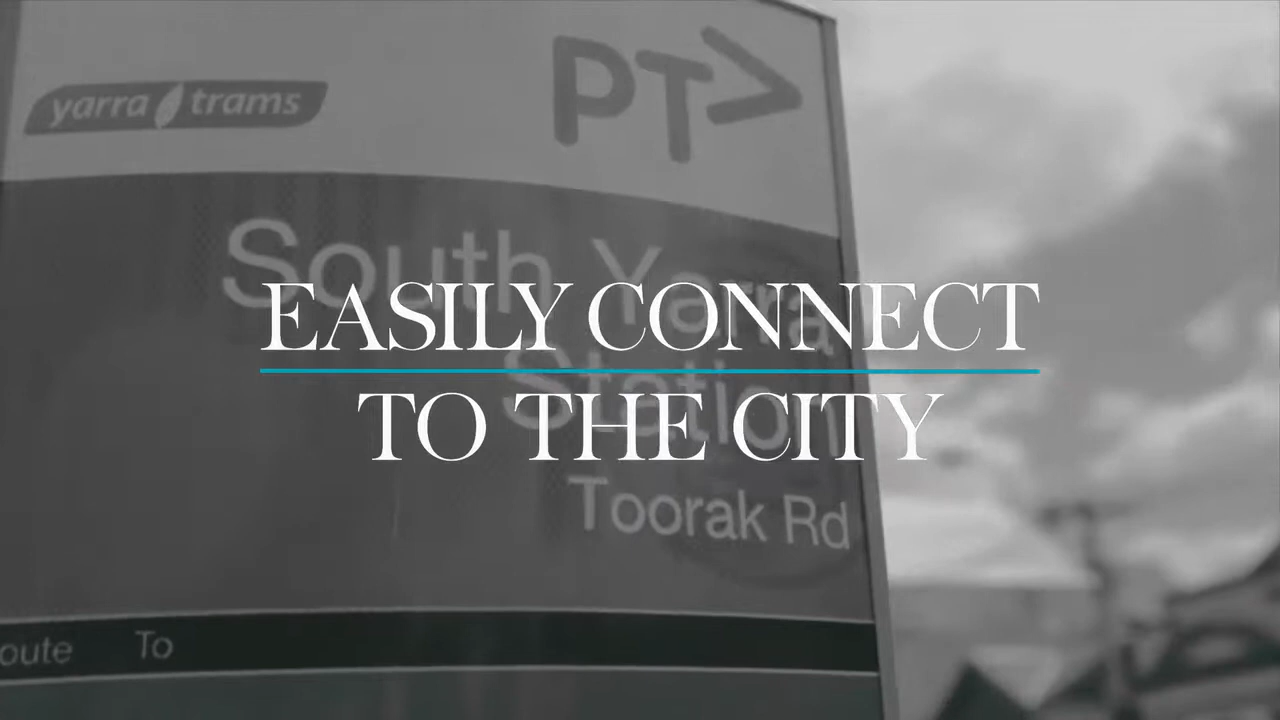 yarra trams
PT>
South Yarra
EASILY CONNECT
Station
TO THE CITY
Toorak Rd
oute To